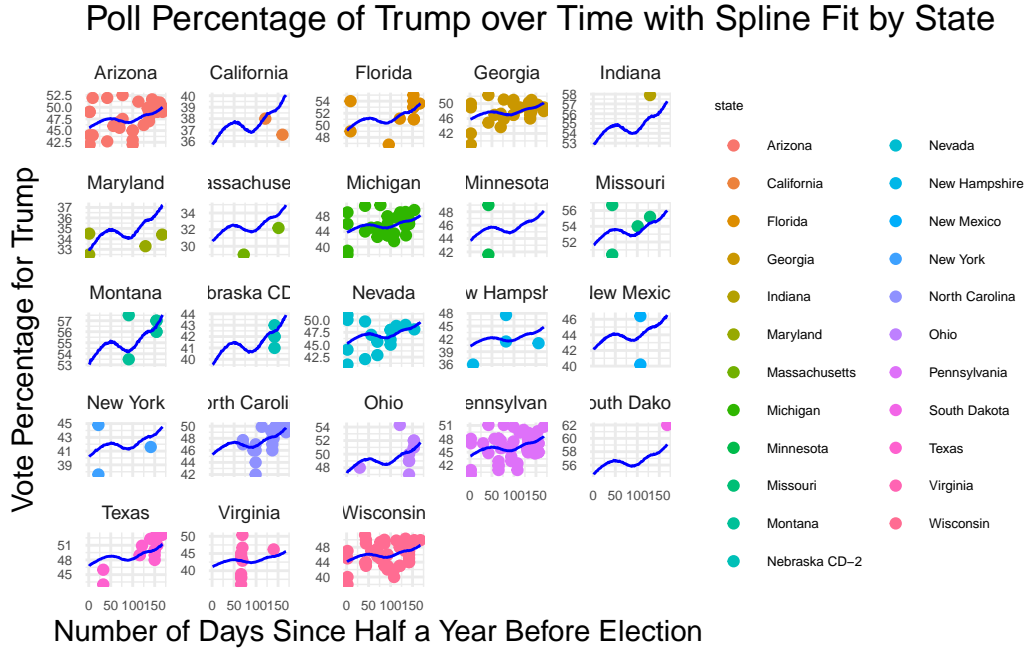 Poll Percentage of Trump over Time with Spline Fit by State
Vote Percentage for Trump
Arizona California Florida Georgia Indiana
52.5 50.0 47.5 45.0 42.5
40 39 38 37 36
54 52 50 48
50 46 42
58 57 56 55 54 53
Maryland assachuse Michigan Minnesota Missouri
37 36 35 34 33
34 32 30
48 44 40
48 46 44 42
56 54 52
Montana braska CD Nevada w Hampsh lew Mexic
57 56 55 54 53
44 43 42 41 40
50.0 47.5 45.0 42.5
48 45 42 39 36
46 44 42 40
New York orth Caroli Ohio ennsylvan outh Dako
45 43 41 39
50 48 46 44 42
54 52 50 48
50 46 42
62 60 58 56
0 50 100 150
0 50 100 150
Texas Virginia Wisconsin
51 48 45
50 45 40
48 44 40
0 50 100 150
0 50 100 150
0 50 100 150
Number of Days Since Half a Year Before Election
state
Arizona
California
Florida
Georgia
Indiana
Maryland
Massachusetts
Michigan
Minnesota
Missouri
Montana
Nebraska CD−2
Nevada
New Hampshire
New Mexico
New York
North Carolina
Ohio
Pennsylvania
South Dakota
Texas
Virginia
Wisconsin